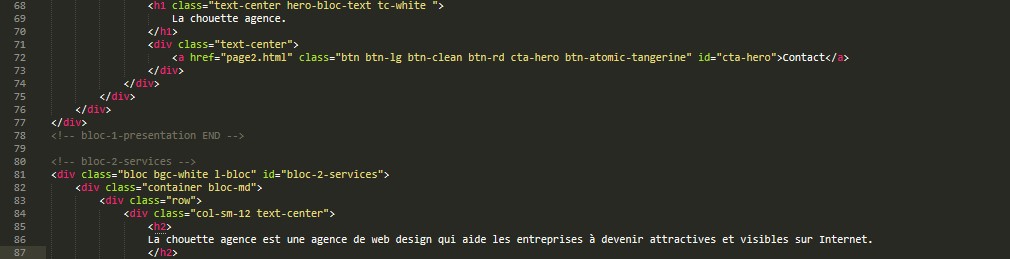 68 <h1 class="text-center hero-bloc-text tc-white ">
69 La chouette agence.
70 </h1>
71 <div class="text-center">
72 <a href="page2.html" class="btn btn-lg btn-clean btn-rd cta-hero btn-atomic-tangerine" id="cta-hero">Contact</a>
73 </div>
74 </div>
75 </div>
76 </div>
77 </div>
78 <!-- bloc-1-presentation END -->
79
80 <!-- bloc-2-services -->
81 <div class="bloc bgc-white l-bloc" id="bloc-2-services">
82 <div class="container bloc-md">
83 <div class="row">
84 <div class="col-sm-12 text-center">
85 <h2>
86 La chouette agence est une agence de web design qui aide les entreprises à devenir attractives et visibles sur Internet.
87 </h2>